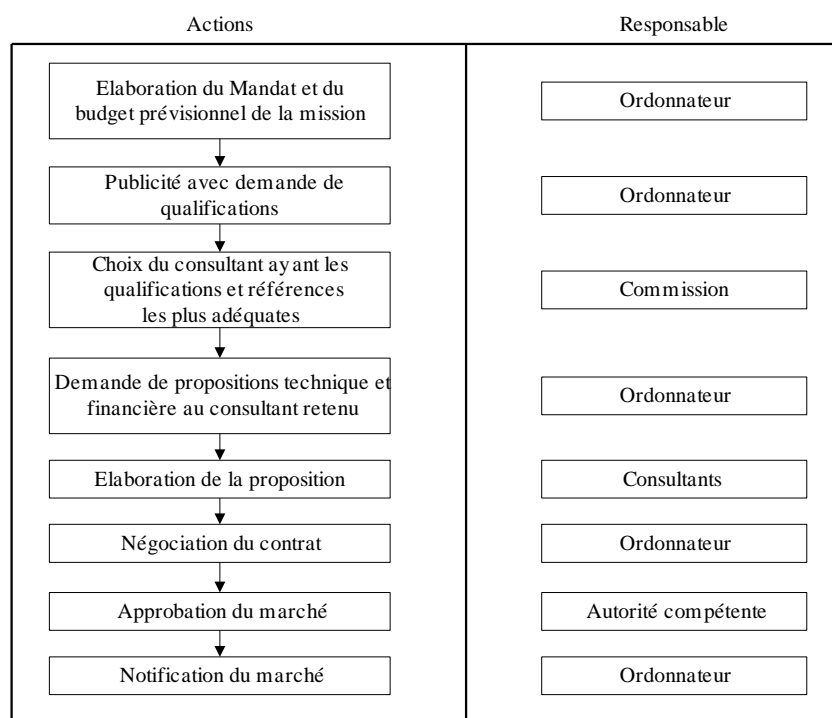 Actions
Responsable
Elaboration du Mandat et du
budget prévisionnel de la mission
Ordonnateur
Publicité avec demande de
qualifications
Ordonnateur
Choix du consultant ayant les
qualifications et références
les plus adéquates
Commission
Demande de propositions technique et
financière au consultant retenu
Ordonnateur
Elaboration de la proposition
Consultants
Négociation du contrat
Ordonnateur
Approbation du marché
Autorité compétente
Notification du marché
Ordonnateur